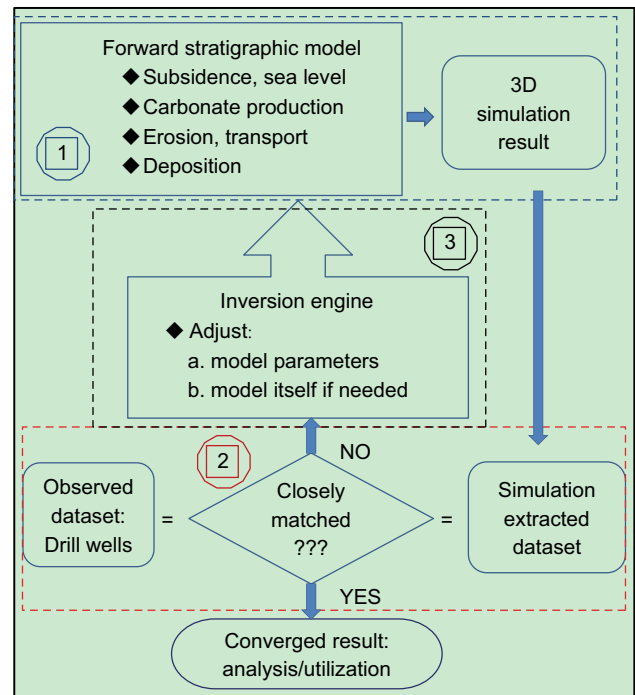 Forward stratigraphic model
◆ Subsidence, sea level
◆ Carbonate production
◆ Erosion, transport
◆ Deposition
1
3D
simulation
result
3
Inversion engine
◆ Adjust:
a. model parameters
b. model itself if needed
2
NO
Observed
dataset:
Drill wells
=
Closely
matched
???
=
Simulation
extracted
dataset
YES
Converged result:
analysis/utilization